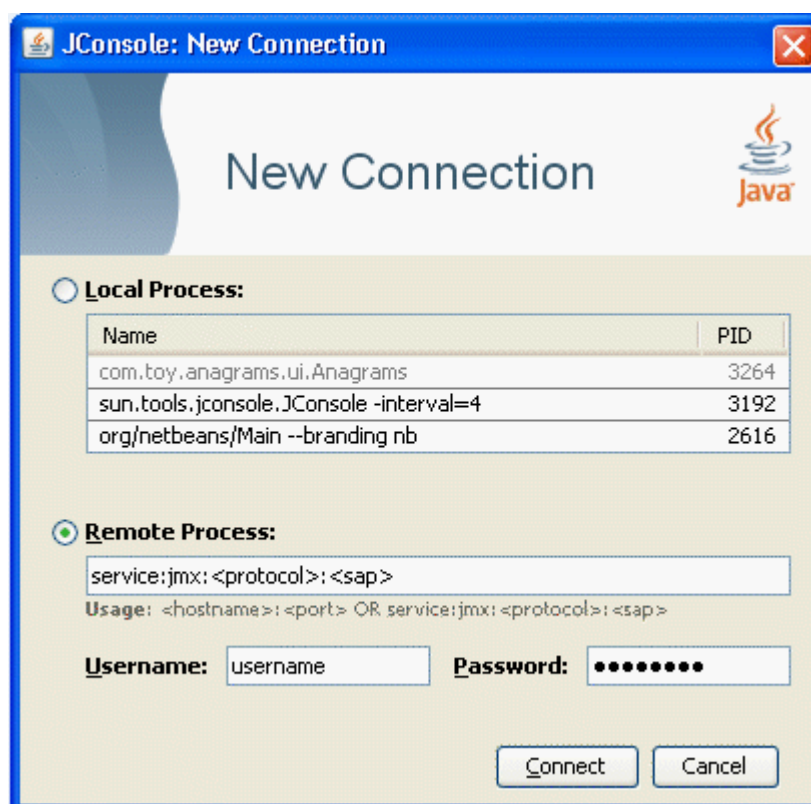 JConsole: New Connection
New Connection
Java
Local Process:
Name PID
com.toy.anagrams.ui.Anagrams 3264
sun.tools.jconsole.JConsole -interval=4 3192
org/netbeans/Main --branding nb 2616
Remote Process:
service:jmx:<protocol>:<sap>
Usage: <hostname>:<port> OR service:jmx:<protocol>:<sap>
Username: username Password: ●●●●●●●●
Connect Cancel